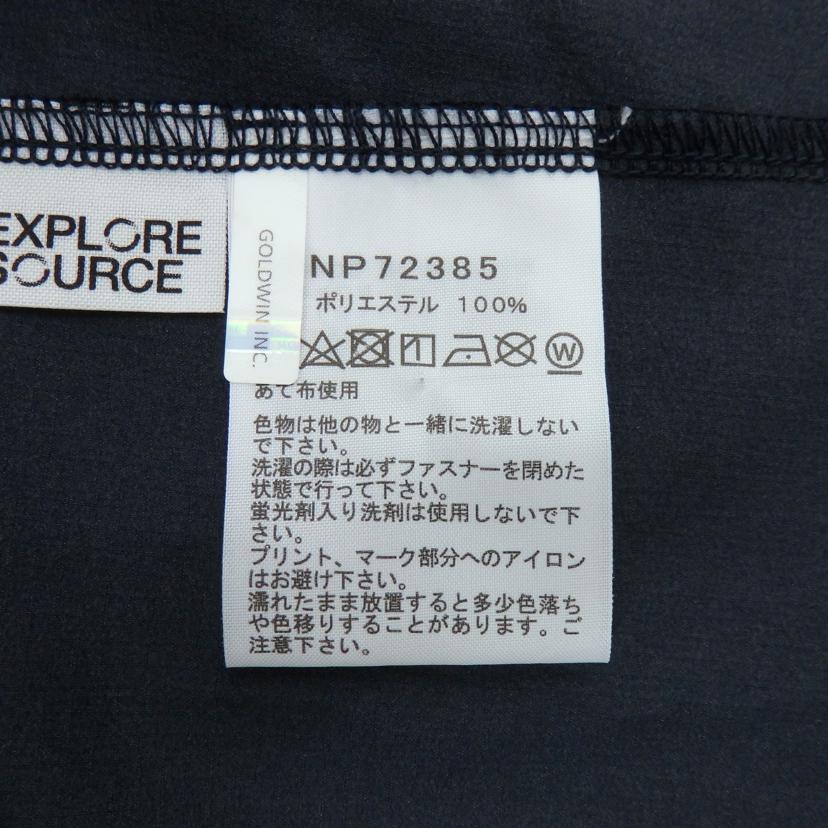 EXPLORE
SOURCE
GOLDWIN INC.
NP72385
ポリエステル 100%
W
あて布使用
色物は他の物と一緒に洗濯しない
で下さい。
洗濯の際は必ずファスナーを閉めた
状態で行って下さい。
蛍光剤入り洗剤は使用しないで下
さい。
プリント、マーク部分へのアイロン
はお避け下さい。
濡れたまま放置すると多少色落ち
や色移りすることがあります。ご
注意下さい。